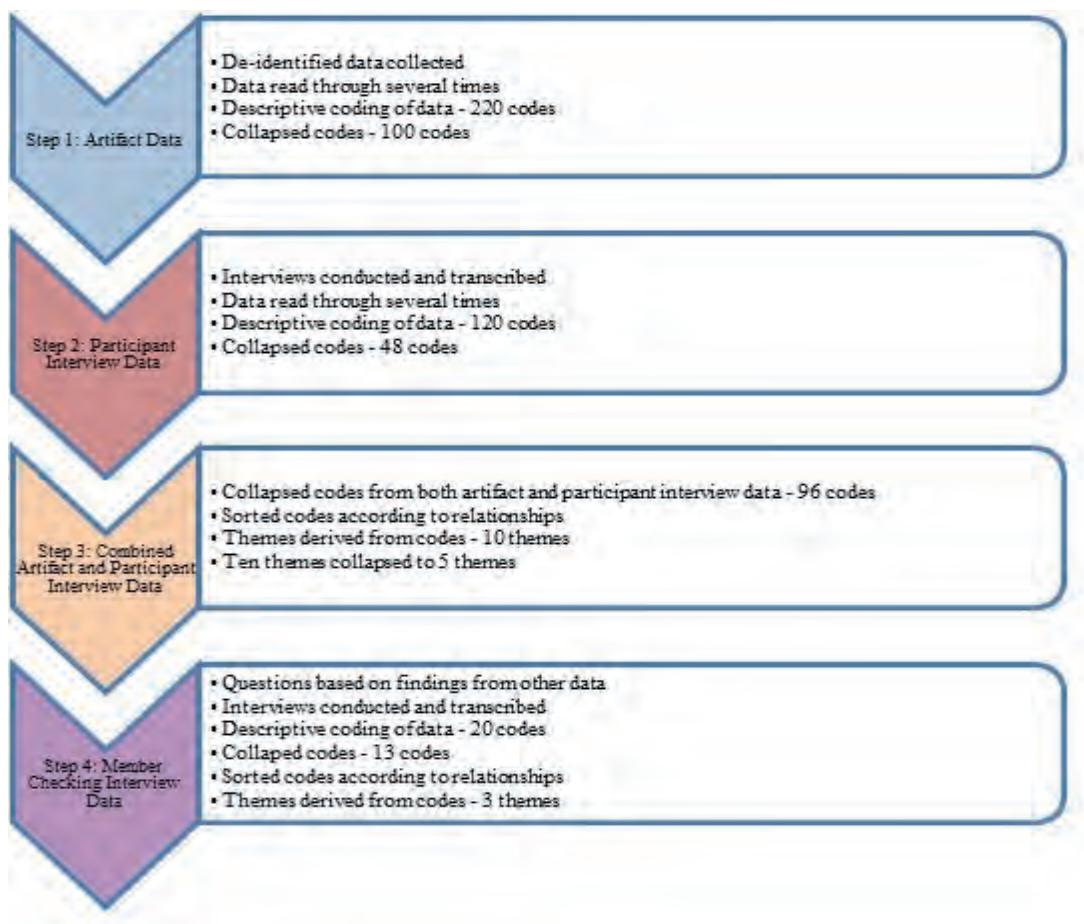 Step 1: Artifact Data
• De-identified data collected
• Data read through several times
• Descriptive coding of data - 220 codes
• Collapsed codes - 100 codes
Step 2: Participant
Interview Data
• Interviews conducted and transcribed
• Data read through several times
• Descriptive coding of data - 120 codes
• Collapsed codes - 48 codes
Step 3: Combined
Artifact and Participant
Interview Data
• Collapsed codes from both artifact and participant interview data - 96 codes
• Sorted codes according to relationships
• Themes derived from codes - 10 themes
• Ten themes collapsed to 5 themes
Step 4: Member
Checking Interview
Data
• Questions based on findings from other data
• Interviews conducted and transcribed
• Descriptive coding of data - 20 codes
• Collaped codes - 13 codes
• Sorted codes according to relationships
• Themes derived from codes - 3 themes